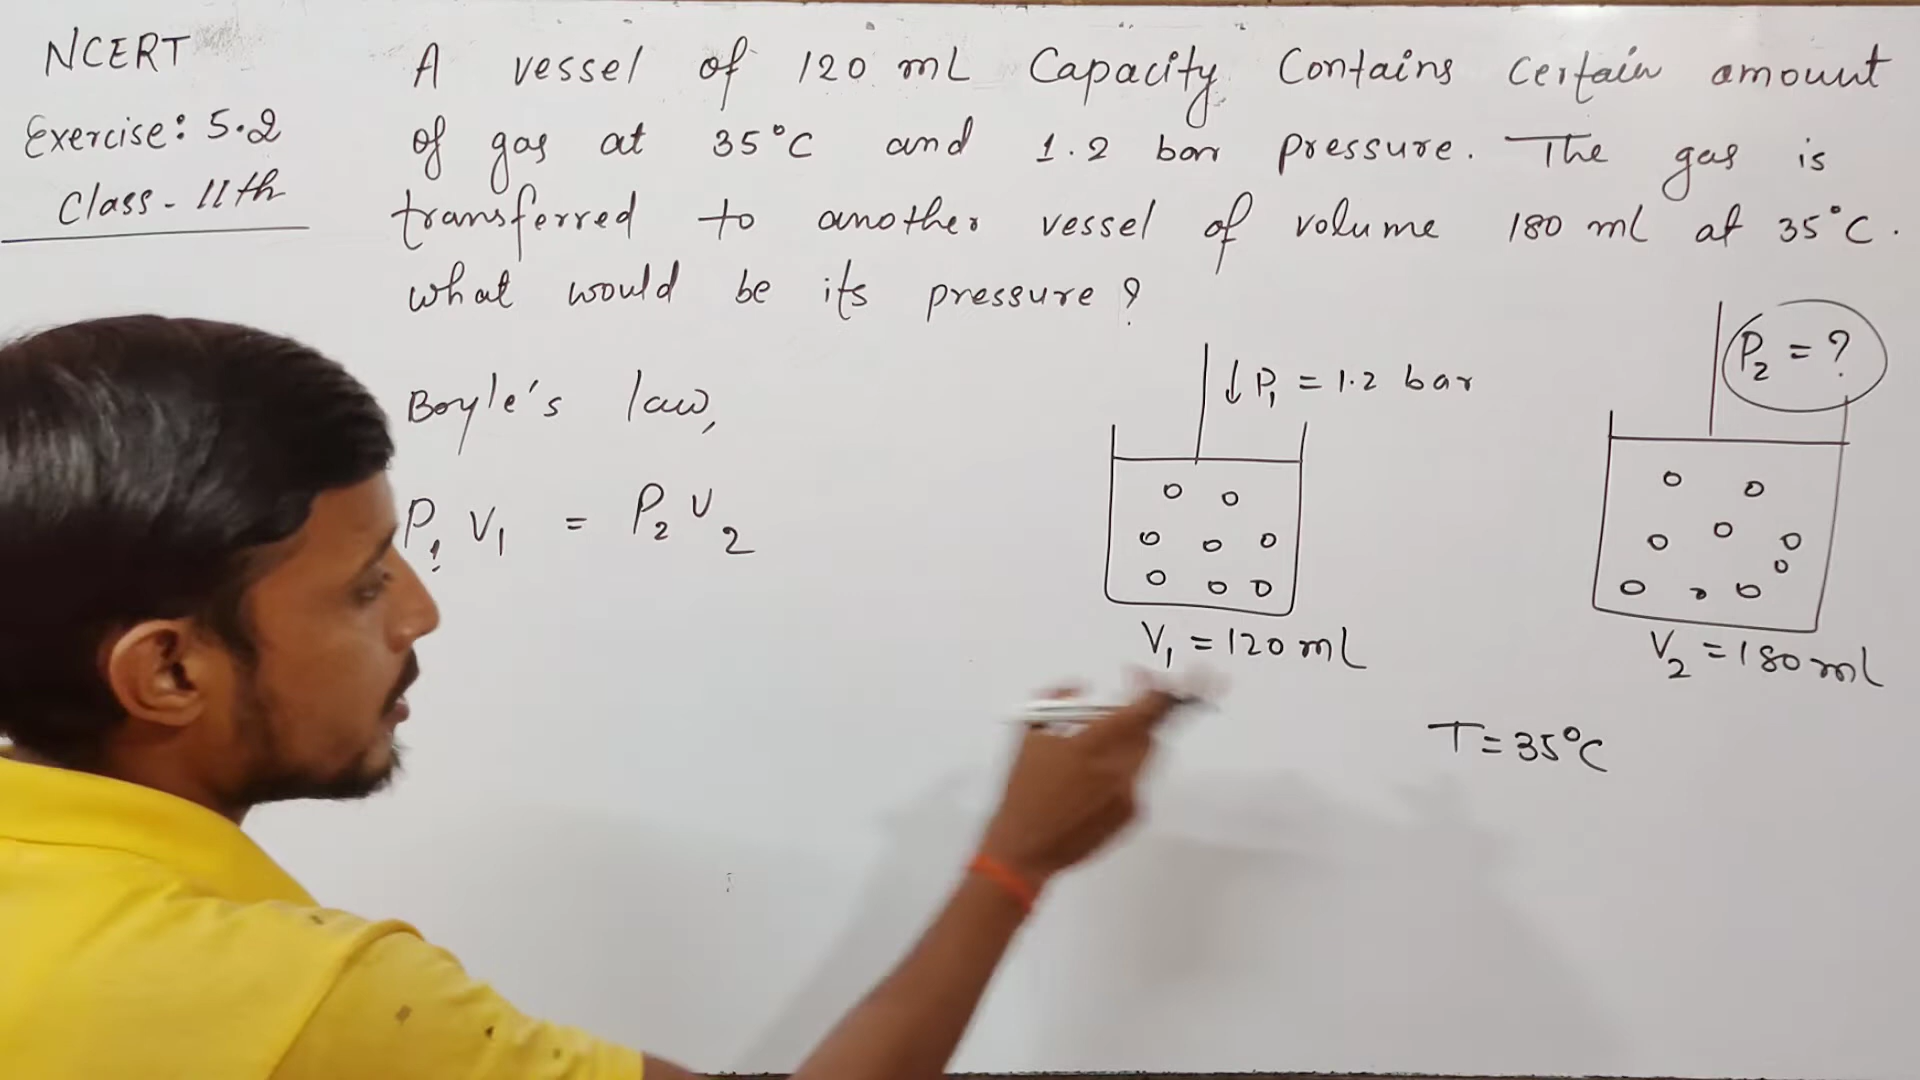 NCERT
Exercise: 5.2
Class - 11th
A vessel of 120 mL Capacity Contains Certain amount
of gas at 35°C and 1.2 bar pressure. The gas is
transferred to another vessel of volume 180 ml at 35°C.
what would be its pressure?
Boyle's law,
P₁ V₁ = P₂ V₂
↓ P₁ = 1.2 bar
P₂ = ?
V₁ = 120 mL
V₂ = 180 ml
T = 35°C